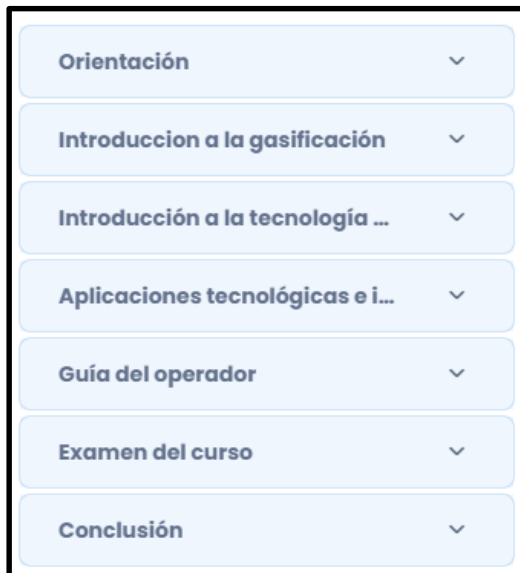 Orientación
Introduccion a la gasificación
Introducción a la tecnología ...
Aplicaciones tecnológicas e i...
Guía del operador
Examen del curso
Conclusión